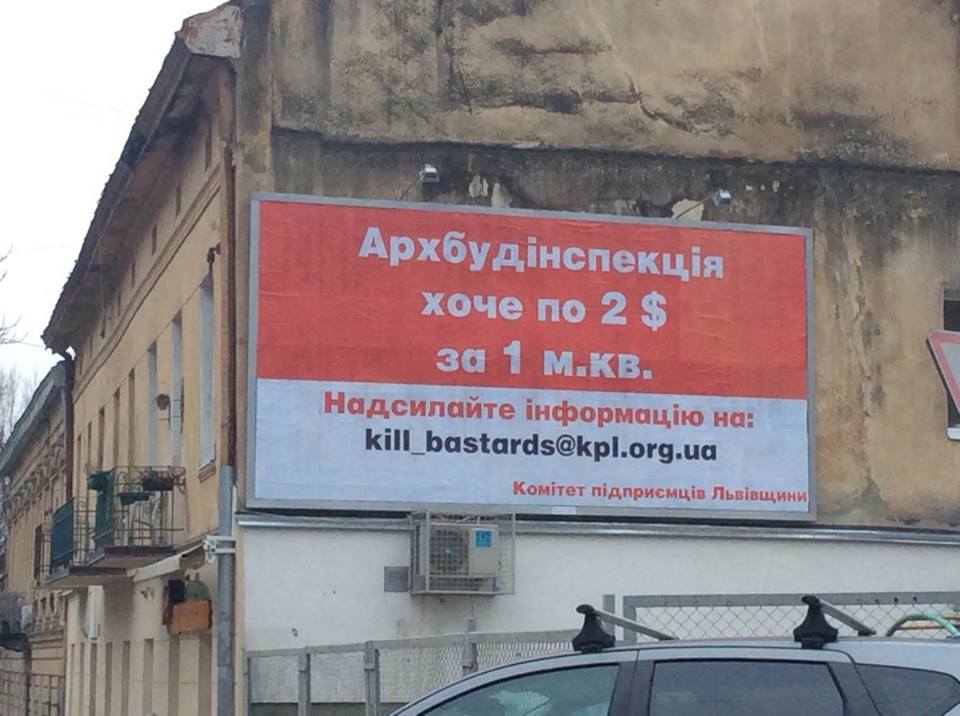 Архбудінспекція
хоче по 2 $
за 1 м.кв.
Надсилайте інформацію на:
kill_bastards@kpl.org.ua
Комітет підприємців Львівщини